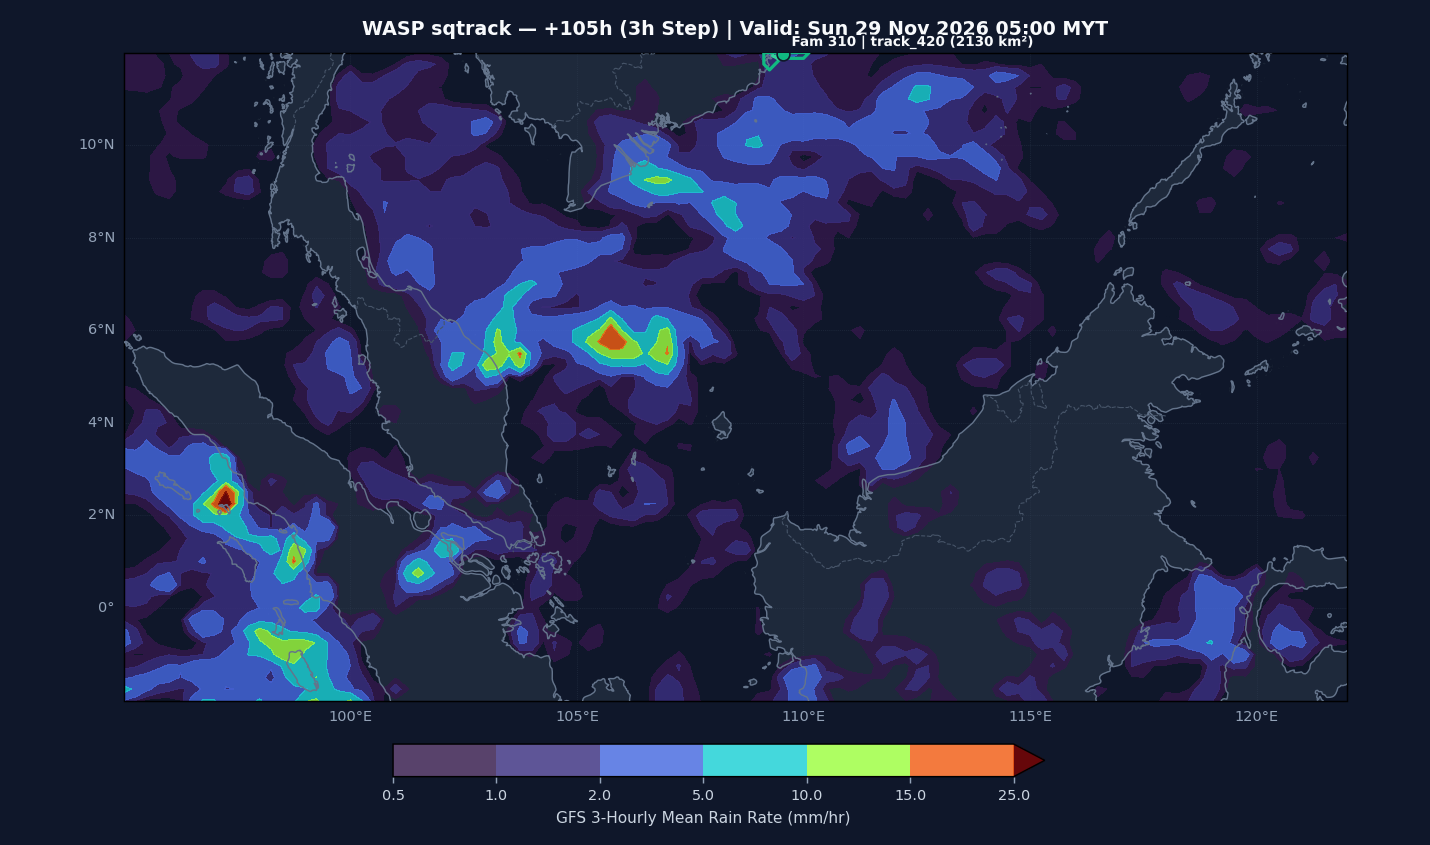 WASP sqtrack — +105h (3h Step) | Valid: Sun 29 Nov 2026 05:00 MYT
Fam 310 | track_420 (2130 km²)
10°N
8°N
6°N
4°N
2°N
0°
100°E 105°E 110°E 115°E 120°E
0.5 1.0 2.0 5.0 10.0 15.0 25.0
GFS 3-Hourly Mean Rain Rate (mm/hr)